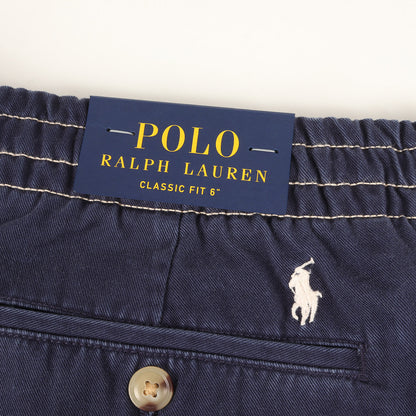 POLO
RALPH LAUREN
CLASSIC FIT 6"